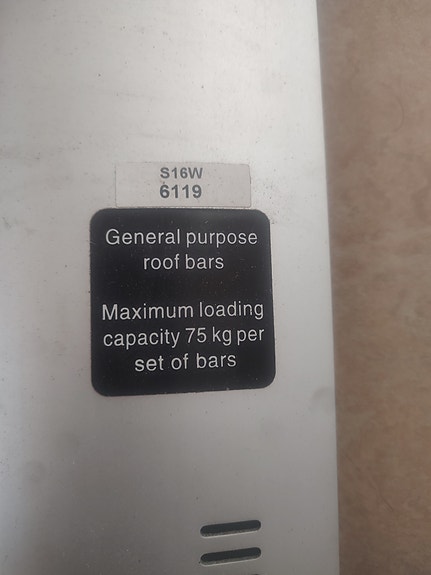 S16W
6119
General purpose
roof bars
Maximum loading
capacity 75 kg per
set of bars